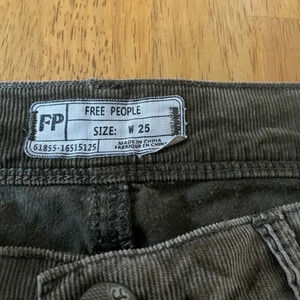 FP
FREE PEOPLE
SIZE: W 25
61855-16515125
MADE IN CHINA
FABRIQUÉ EN CHINE